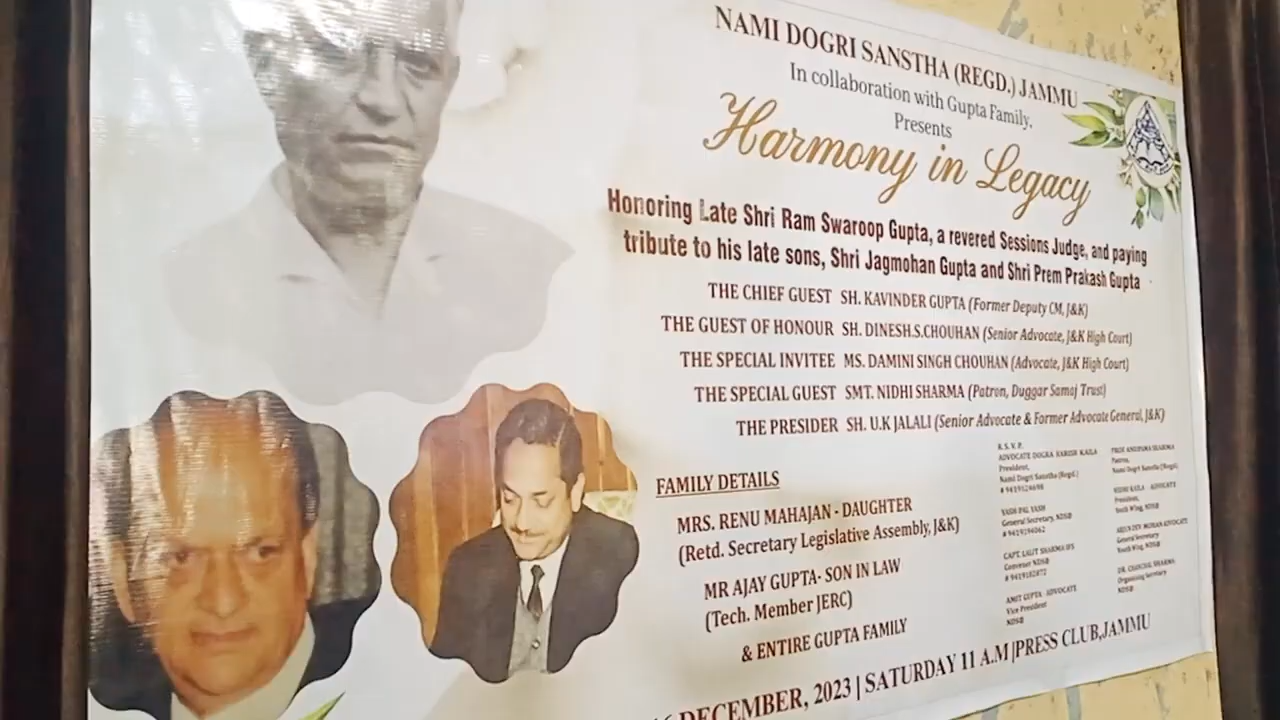 NAMI DOGRI SANSTHA (REGD.) JAMMU
In collaboration with Gupta Family.
Presents
Harmony in Legacy
Honoring Late Shri Ram Swaroop Gupta, a revered Sessions Judge, and paying
tribute to his late sons, Shri Jagmohan Gupta and Shri Prem Prakash Gupta
THE CHIEF GUEST SH. KAVINDER GUPTA (Former Deputy CM, J&K)
THE GUEST OF HONOUR SH. DINESH.S.CHOUHAN (Senior Advocate, J&K High Court)
THE SPECIAL INVITEE MS. DAMINI SINGH CHOUHAN (Advocate, J&K High Court)
THE SPECIAL GUEST SMT. NIDHI SHARMA (Patron, Duggar Samaj Trust)
THE PRESIDER SH. U.K JALALI (Senior Advocate & Former Advocate General, J&K)
FAMILY DETAILS
MRS. RENU MAHAJAN - DAUGHTER
(Retd. Secretary Legislative Assembly, J&K)
MR AJAY GUPTA- SON IN LAW
(Tech. Member JERC)
& ENTIRE GUPTA FAMILY
R.S.V.P.
ADVOCATE DOGRA HARISH KAILA
President,
Nami Dogri Sanstha (Regd.)
YASH PAL YASH
General Secretary, NDSB
CAPT. LALIT SHARMA
Convener NDSB
AMIT GUPTA ADVOCATE
Vice President
NDSB
PROF ANUPAMA SHARMA
Patron,
Nami Dogri Sanstha (Regd)
NIDHI KAILA - ADVOCATE
President,
Youth Wing, NDSB
ARUN DEV MOHAN ADVOCATE
General Secretary
Youth Wing, NDSB
DR. CHANCHAL SHARMA
Organising Secretary
NDSB
DECEMBER, 2023 | SATURDAY 11 A.M |PRESS CLUB,JAMMU